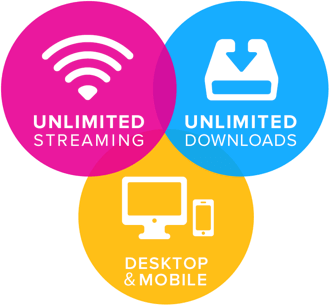 UNLIMITED
STREAMING
UNLIMITED
DOWNLOADS
DESKTOP
& MOBILE